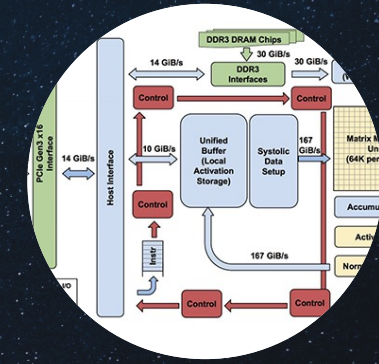 DDR3 DRAM Chips
30 GiB/s
14 GiB/s
DDR3
Interfaces
30 GiB/s
Control
Control
PCIe Gen3 x16
Interface
14 GiB/s
Host Interface
10 GiB/s
Unified
Buffer
(Local
Activation
Storage)
Systolic
Data
Setup
167
GiB/s
Matrix M
Un
(64K per
Control
Accumu
Activ
Instr
167 GiB/s
Norm
I/O
Control
Control